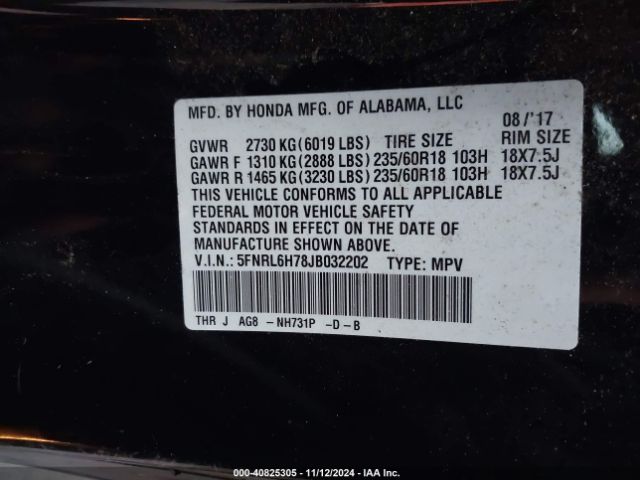 MFD. BY HONDA MFG. OF ALABAMA, LLC
08/'17
GVWR 2730 KG(6019 LBS) TIRE SIZE RIM SIZE
GAWR F 1310 KG(2888 LBS)235/60R18 103H 18X7.5J
GAWR R 1465 KG(3230 LBS)235/60R18 103H 18X7.5J
THIS VEHICLE CONFORMS TO ALL APPLICABLE
FEDERAL MOTOR VEHICLE SAFETY
STANDARDS IN EFFECT ON THE DATE OF
MANUFACTURE SHOWN ABOVE.
V.I.N.: 5FNRL6H78JB032202 TYPE: MPV
THR J AG8 -NH731P -D-B
000-40825305 - 11/12/2024 - IAA Inc.